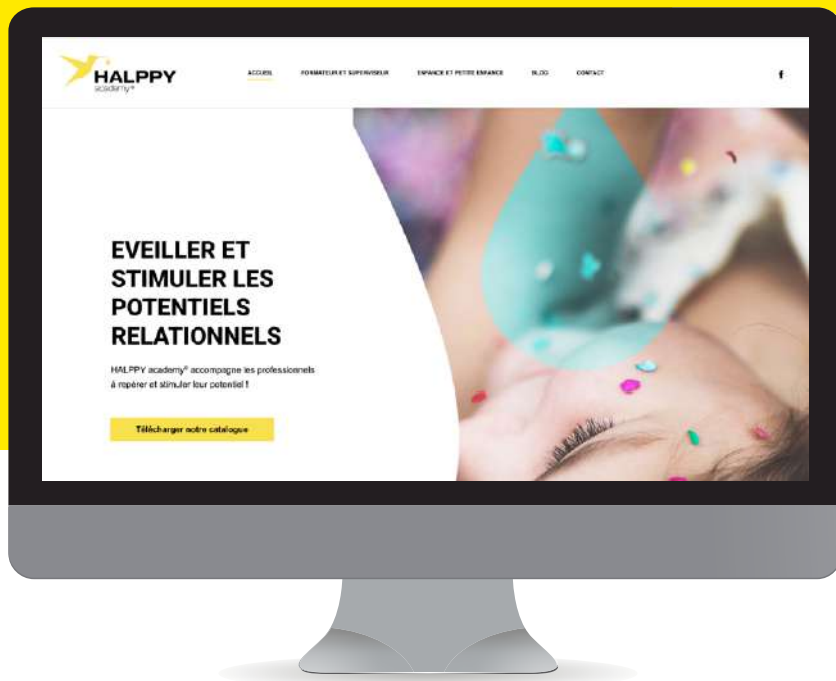 HALPPY
academy®
ACCUEIL
FORMATEUR ET SUPERVISEUR
ENFANCE ET PETITE ENFANCE
BLOG
CONTACT
f
EVEILLER ET
STIMULER LES
POTENTIELS
RELATIONNELS
HALPPY academy® accompagne les professionnels
à repérer et stimuler leur potentiel !
Télécharger notre catalogue